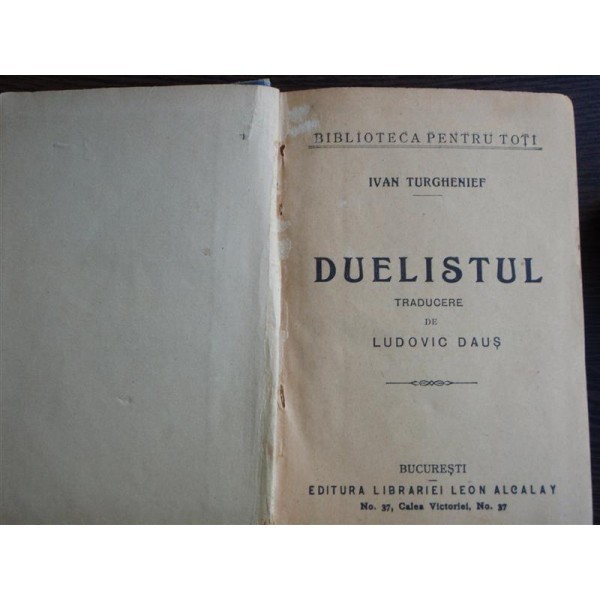 BIBLIOTECA PENTRU TOȚI
IVAN TURGHENIEF
DUELISTUL
TRADUCERE
DE
LUDOVIC DAUȘ
BUCUREȘTI
EDITURA LIBRARIEI LEON ALCALAY
No. 37, Calea Victoriei, No. 37